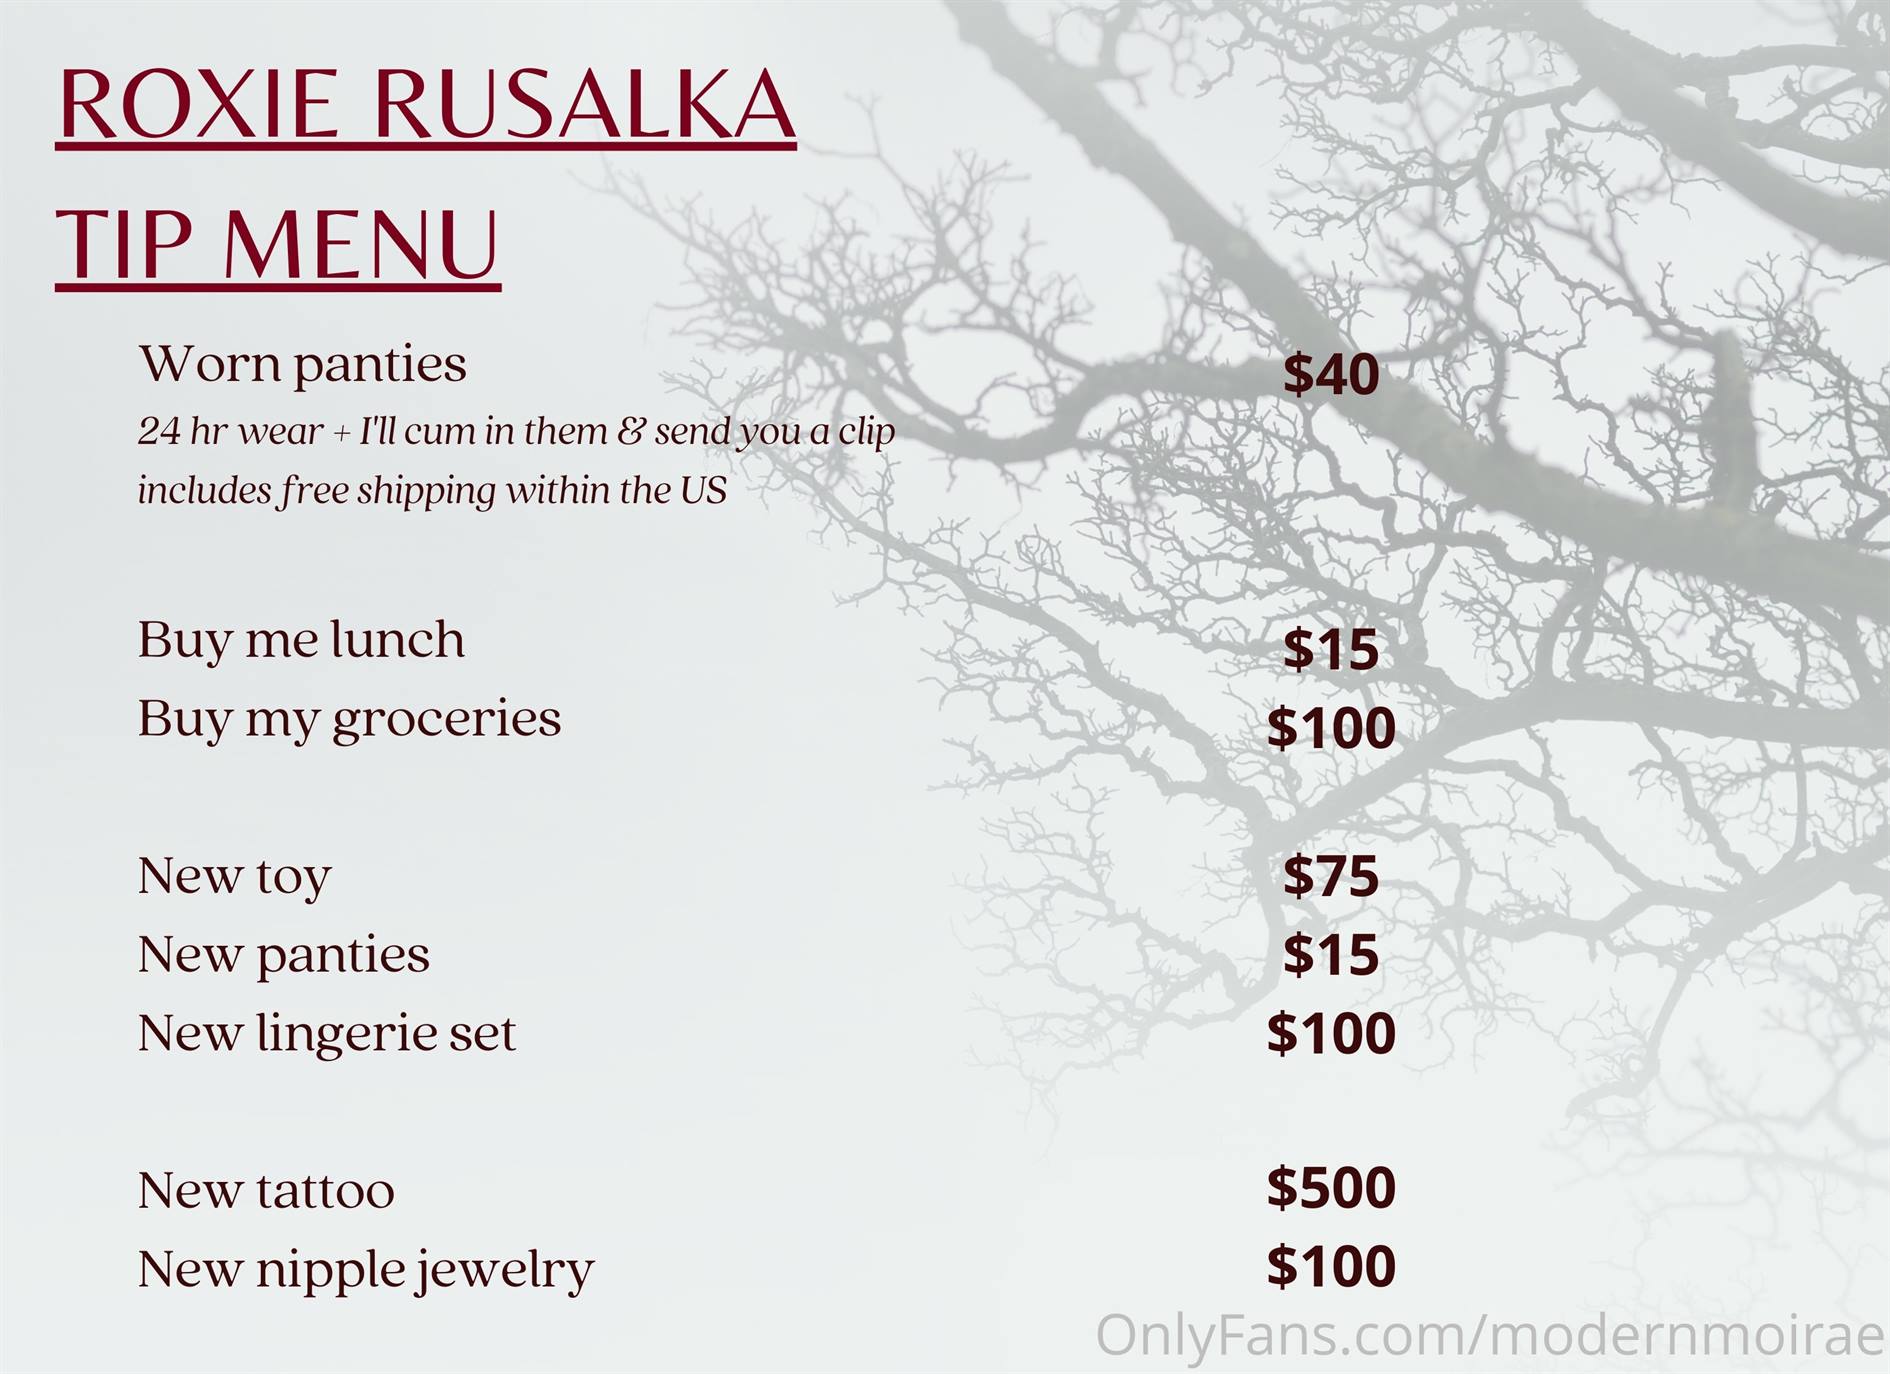 ROXIE RUSALKA
TIP MENU
Worn panties $40
24 hr wear + I'll cum in them & send you a clip
includes free shipping within the US
Buy me lunch $15
Buy my groceries $100
New toy $75
New panties $15
New lingerie set $100
New tattoo $500
New nipple jewelry $100
OnlyFans.com/modernmoirae